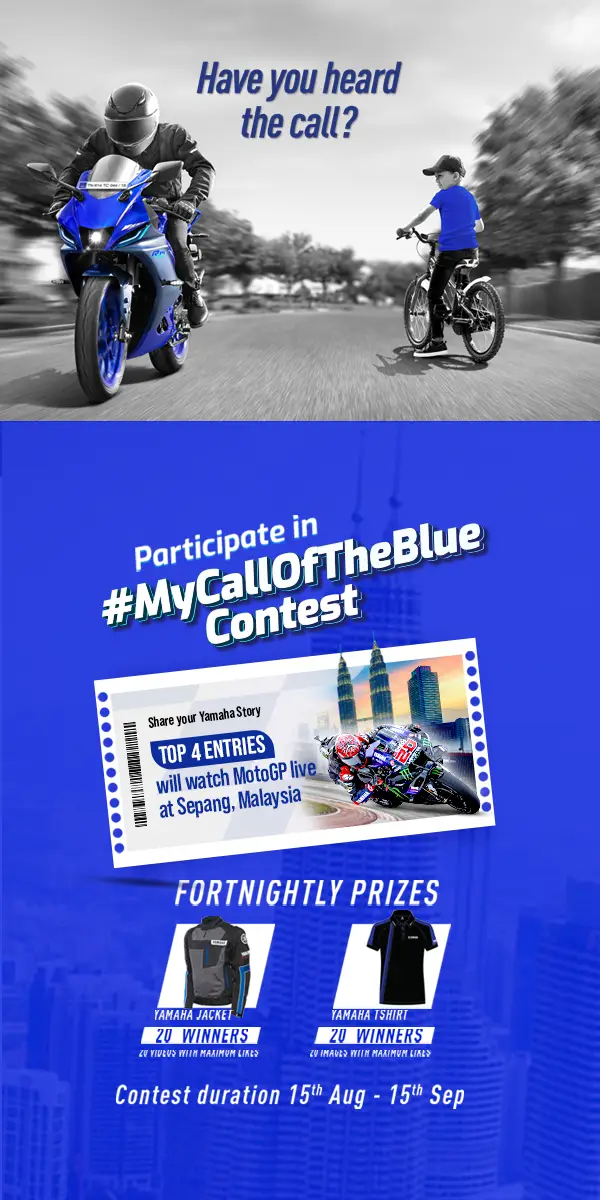 Have you heard
the call?
Participate in
#MyCallOfTheBlue
Contest
Share your Yamaha Story
TOP 4 ENTRIES
will watch MotoGP live
at Sepang, Malaysia
FORTNIGHTLY PRIZES
YAMAHA JACKET
YAMAHA TSHIRT
20 WINNERS
20 WINNERS
20 VIDEOS WITH MAXIMUM LIKES
20 IMAGES WITH MAXIMUM LIKES
Contest duration 15th Aug - 15th Sep